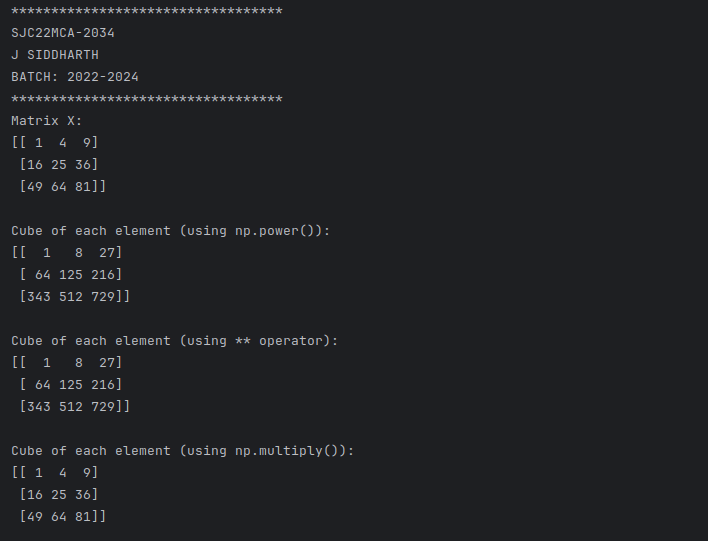 **********************************
SJC22MCA-2034
J SIDDHARTH
BATCH: 2022-2024
**********************************
Matrix X:
[[ 1  4  9]
 [16 25 36]
 [49 64 81]]

Cube of each element (using np.power()):
[[  1   8  27]
 [ 64 125 216]
 [343 512 729]]

Cube of each element (using ** operator):
[[  1   8  27]
 [ 64 125 216]
 [343 512 729]]

Cube of each element (using np.multiply()):
[[ 1  4  9]
 [16 25 36]
 [49 64 81]]